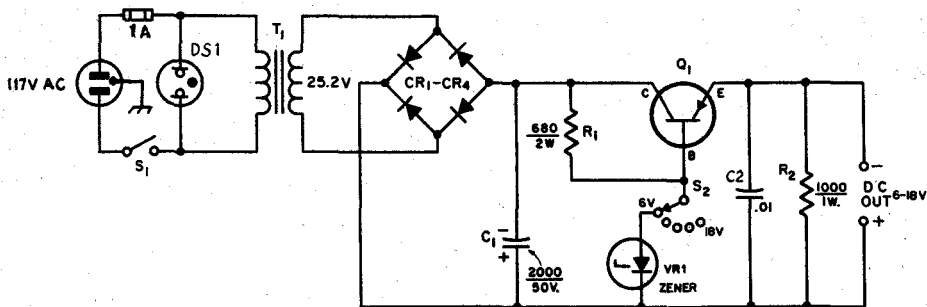 1A
DS1
T1
117V AC
S1
25.2V
CR1-CR4
Q1
C
E
B
680
2W
R1
S2
6V
18V
C1
-
+
2000
50V.
VR1
ZENER
C2
.01
R2
1000
1W.
-
DC
OUT 6-18V
+